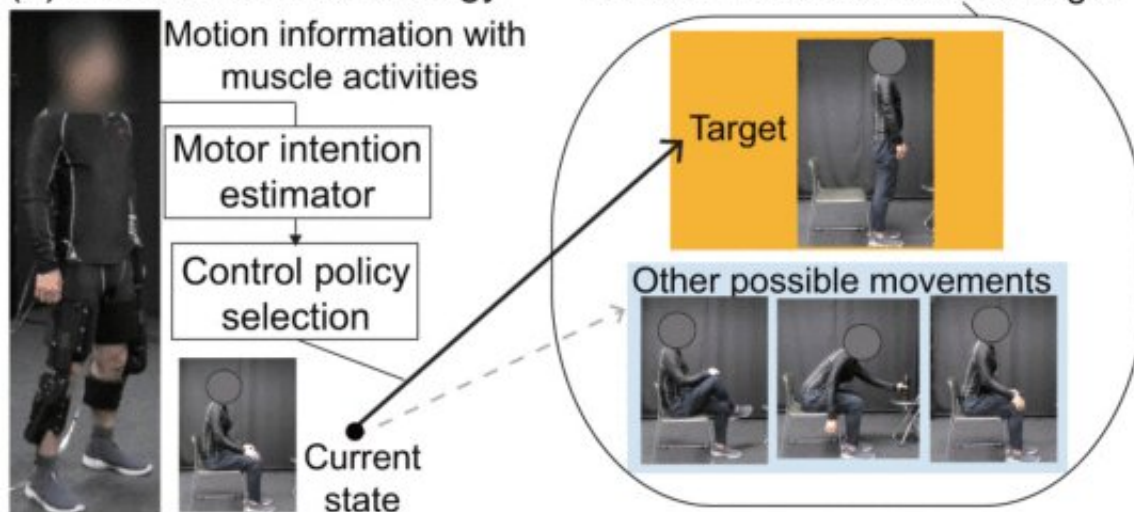 Motion information with
muscle activities
Motor intention
estimator
Control policy
selection
Current
state
Target
Other possible movements